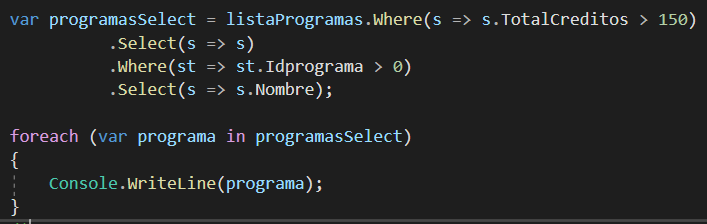 var programasSelect = listaProgramas.Where(s => s.TotalCreditos > 150)
.Select(s => s)
.Where(st => st.Idprograma > 0)
.Select(s => s.Nombre);
foreach (var programa in programasSelect)
{
Console.WriteLine(programa);
}